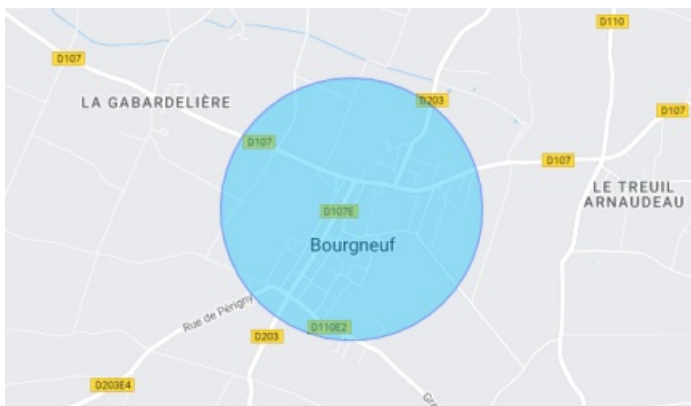 D110
D107
LA GABARDELIÈRE
D203
D107
D107
D107
LE TREUIL
ARNAUDEAU
D107E
Bourgneuf
Rue de Périgny
D110E2
D203
D203E4